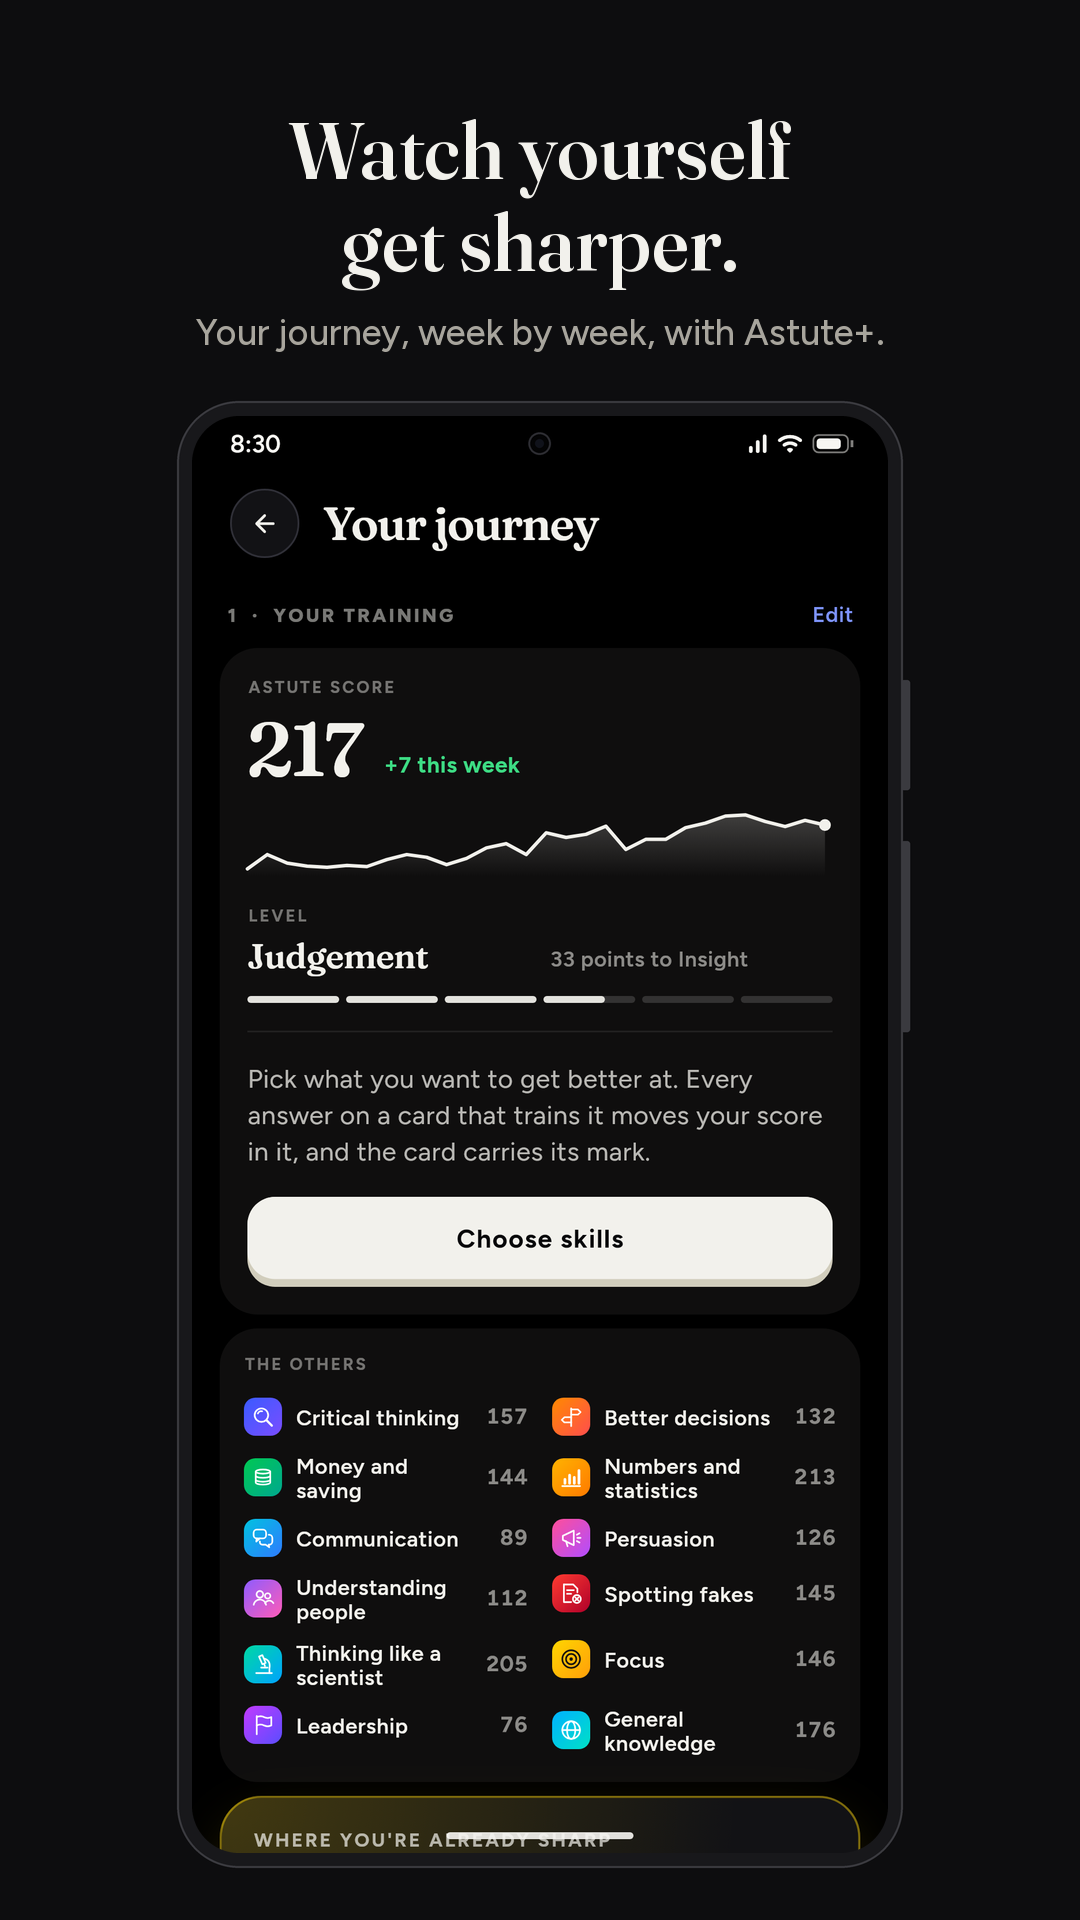 Watch yourself
get sharper.
Your journey, week by week, with Astute+.
8:30
Your journey
1 · YOUR TRAINING
Edit
ASTUTE SCORE
217 +7 this week
LEVEL
Judgement
33 points to Insight
Pick what you want to get better at. Every
answer on a card that trains it moves your score
in it, and the card carries its mark.
Choose skills
THE OTHERS
Critical thinking 157
Better decisions 132
Money and
saving
144
Numbers and
statistics
213
Communication 89
Persuasion 126
Understanding
people
112
Spotting fakes 145
Thinking like a
scientist
205
Focus 146
Leadership 76
General
knowledge
176
WHERE YOU'RE ALREADY SHARP